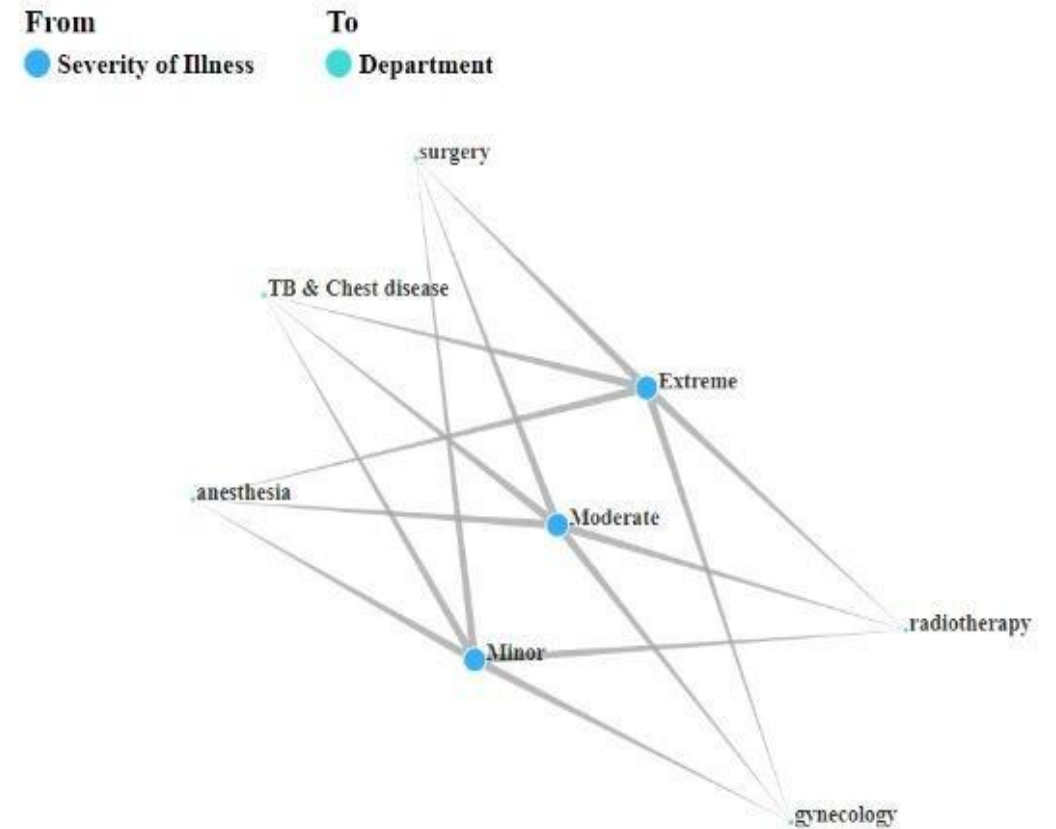 From To
Severity of Illness Department
surgery
TB & Chest disease
Extreme
anesthesia
Moderate
radiotherapy
Minor
gynecology